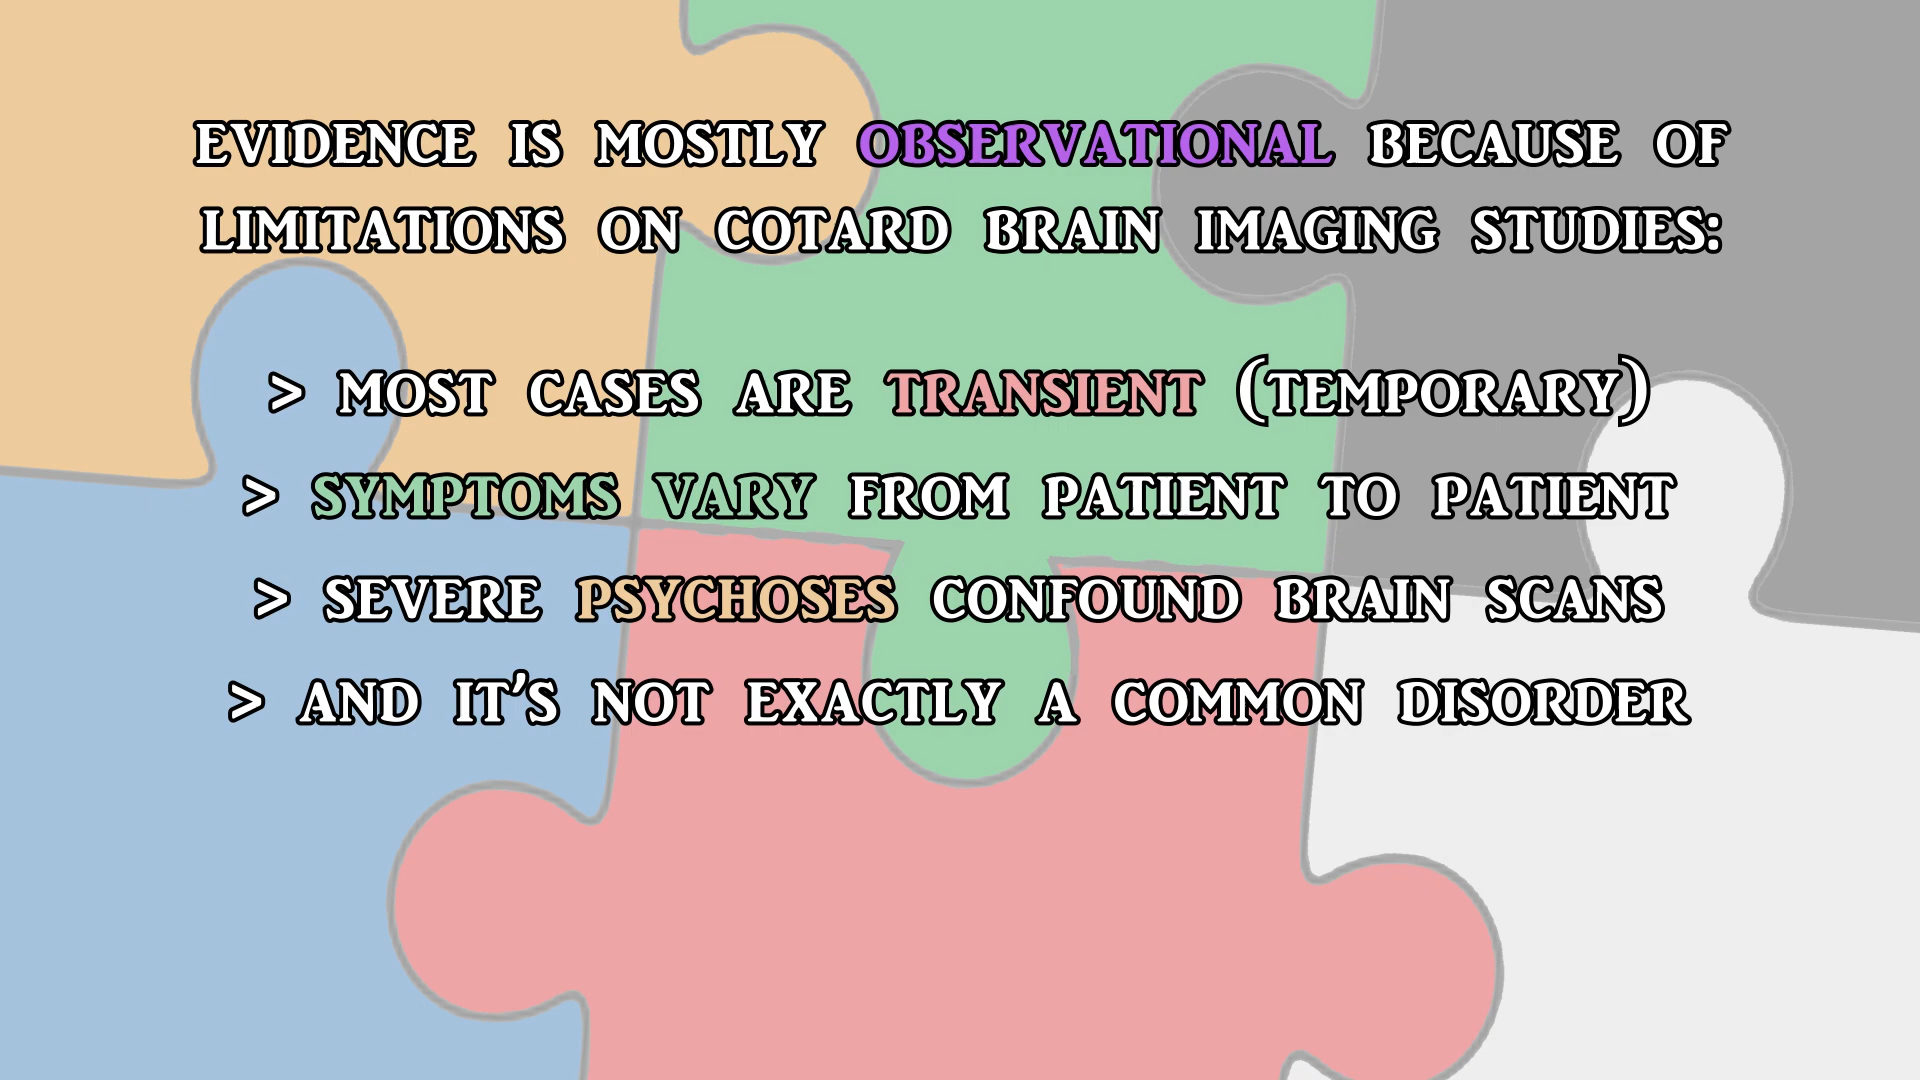 EVIDENCE IS MOSTLY OBSERVATIONAL BECAUSE OF
LIMITATIONS ON COTARD BRAIN IMAGING STUDIES:
> MOST CASES ARE TRANSIENT (TEMPORARY)
> SYMPTOMS VARY FROM PATIENT TO PATIENT
> SEVERE PSYCHOSES CONFOUND BRAIN SCANS
> AND IT'S NOT EXACTLY A COMMON DISORDER